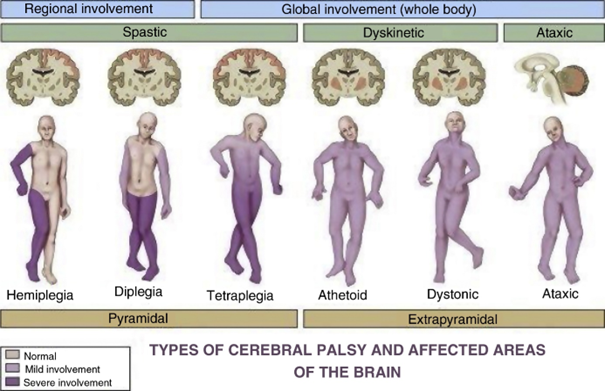 Regional involvement
Global involvement (whole body)
Spastic
Dyskinetic
Ataxic
Hemiplegia
Diplegia
Tetraplegia
Athetoid
Dystonic
Ataxic
Pyramidal
Extrapyramidal
Normal
Mild involvement
Severe involvement
TYPES OF CEREBRAL PALSY AND AFFECTED AREAS
OF THE BRAIN